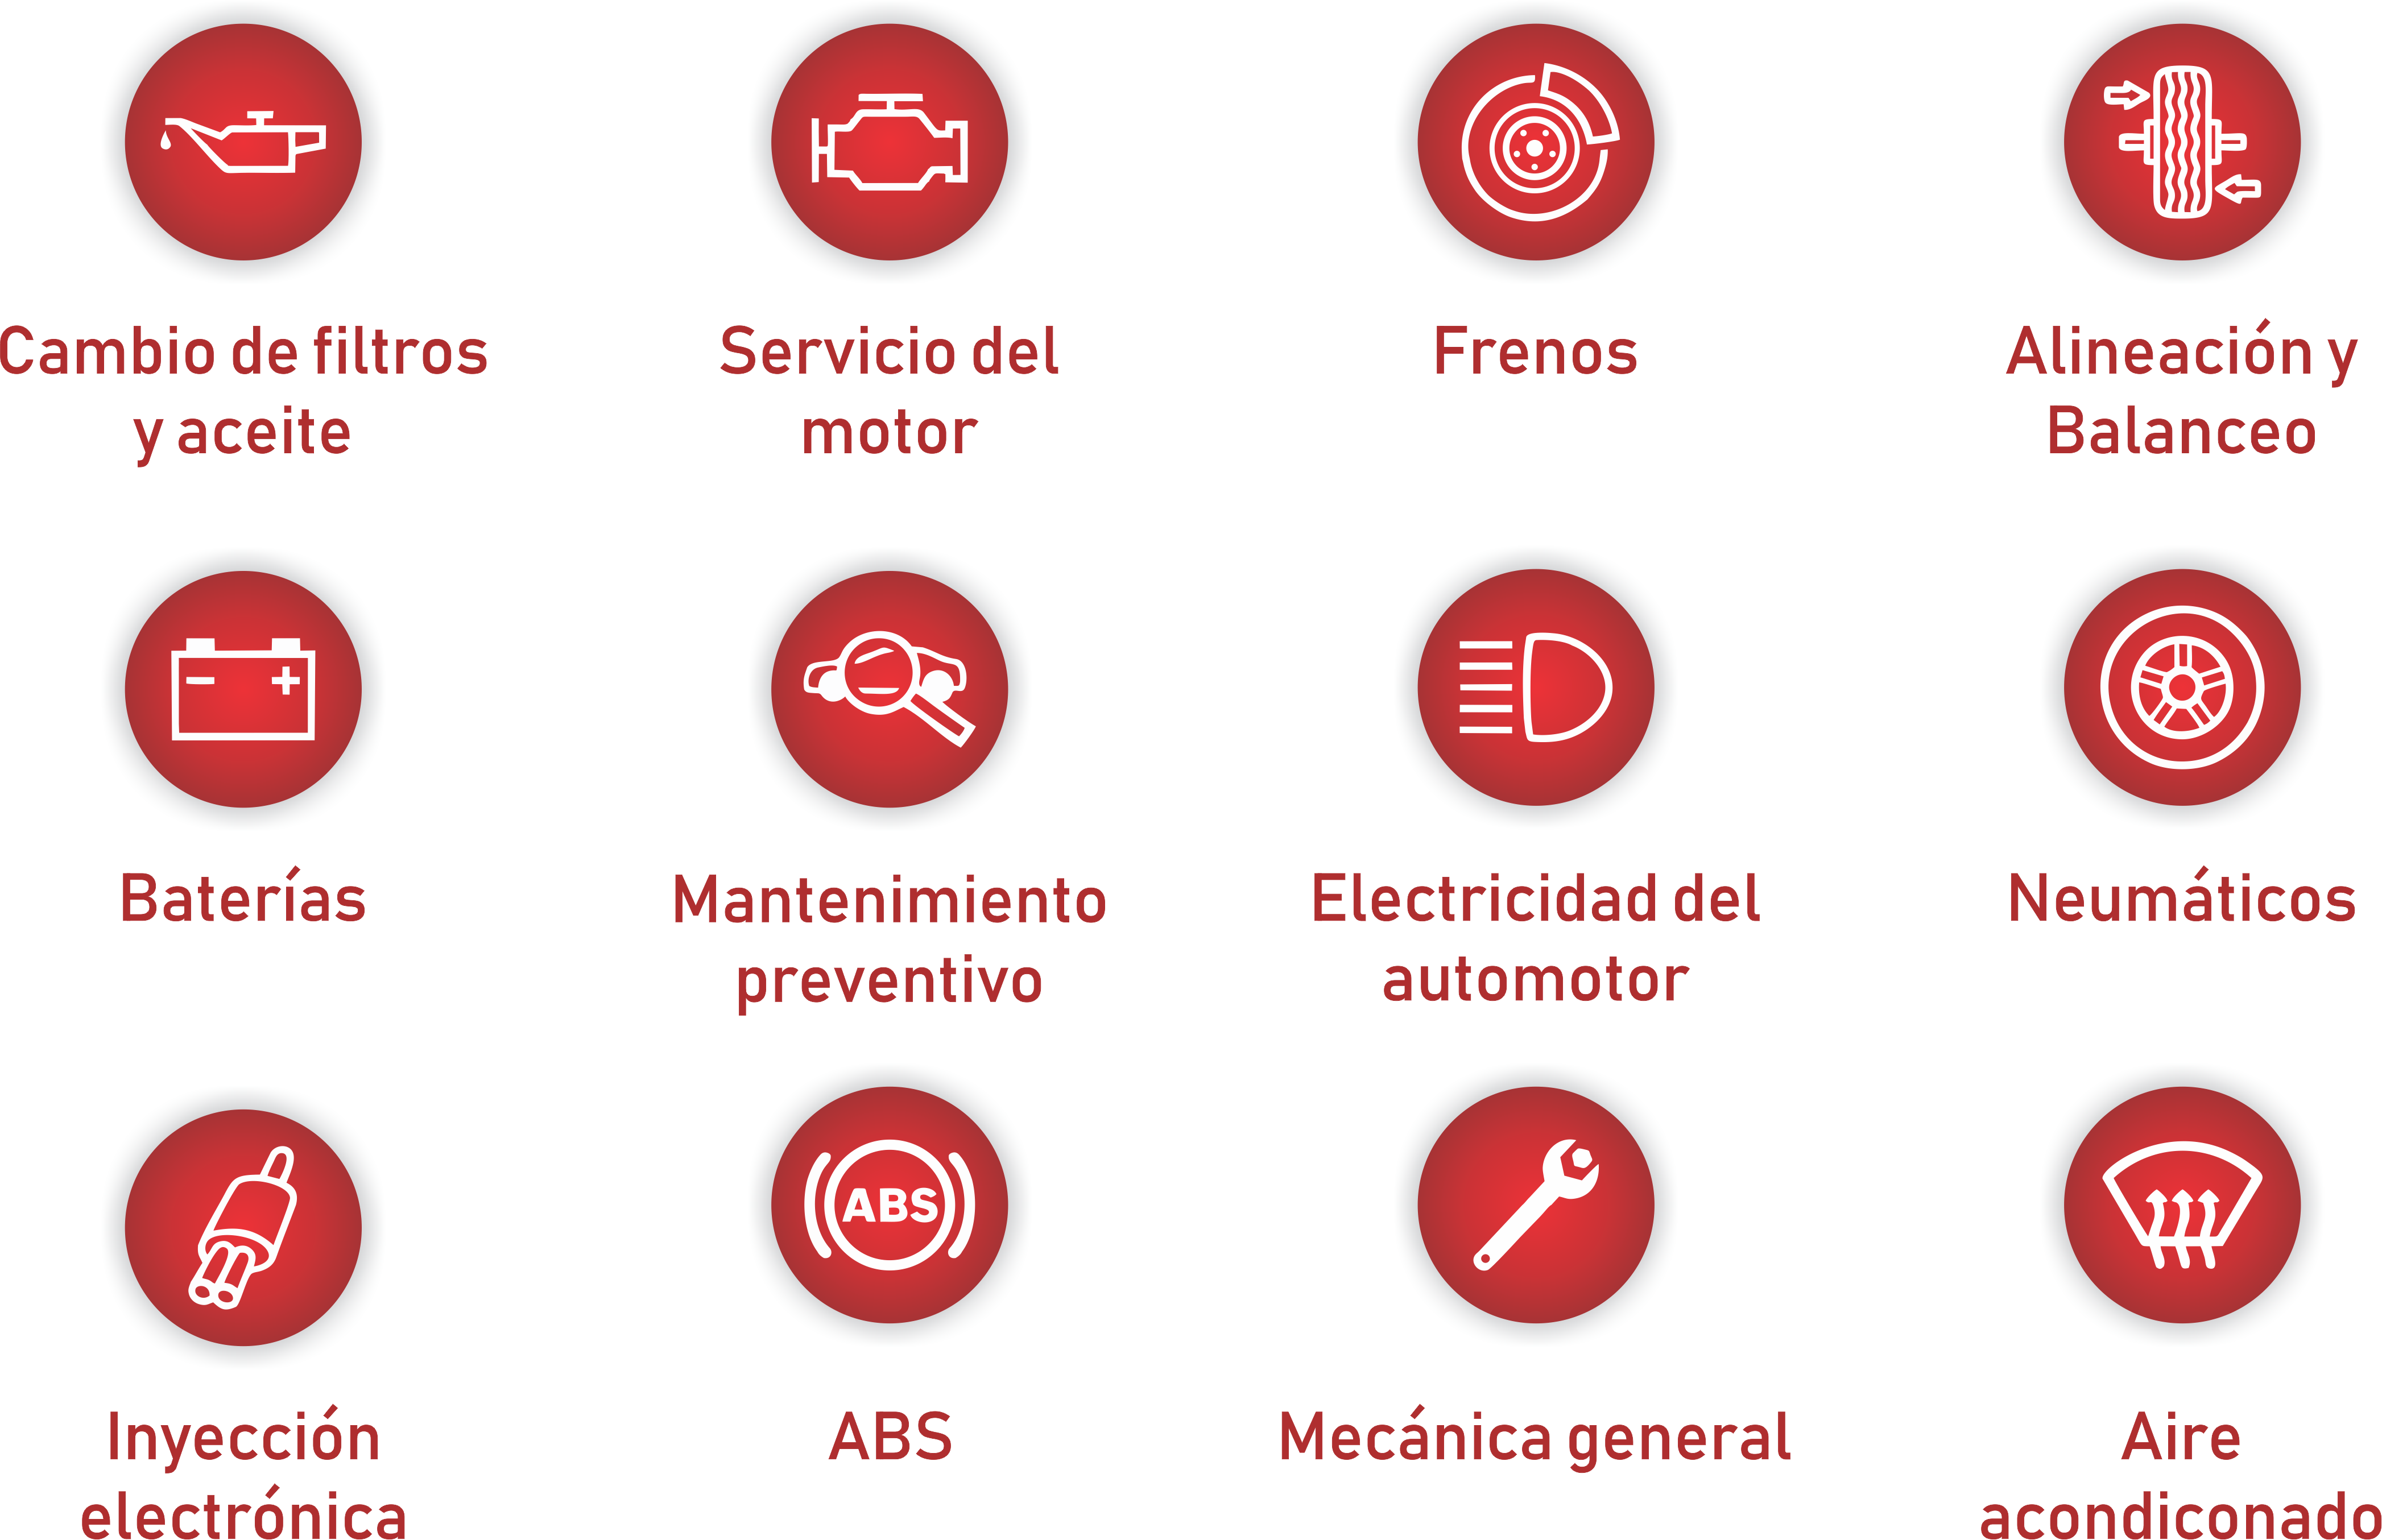 Cambio de filtros
y aceite
Servicio del
motor
Frenos
Alineación y
Balanceo
Baterías
Mantenimiento
preventivo
Electricidad del
automotor
Neumáticos
Inyección
electrónica
ABS
ABS
Mecánica general
Aire
acondiconado